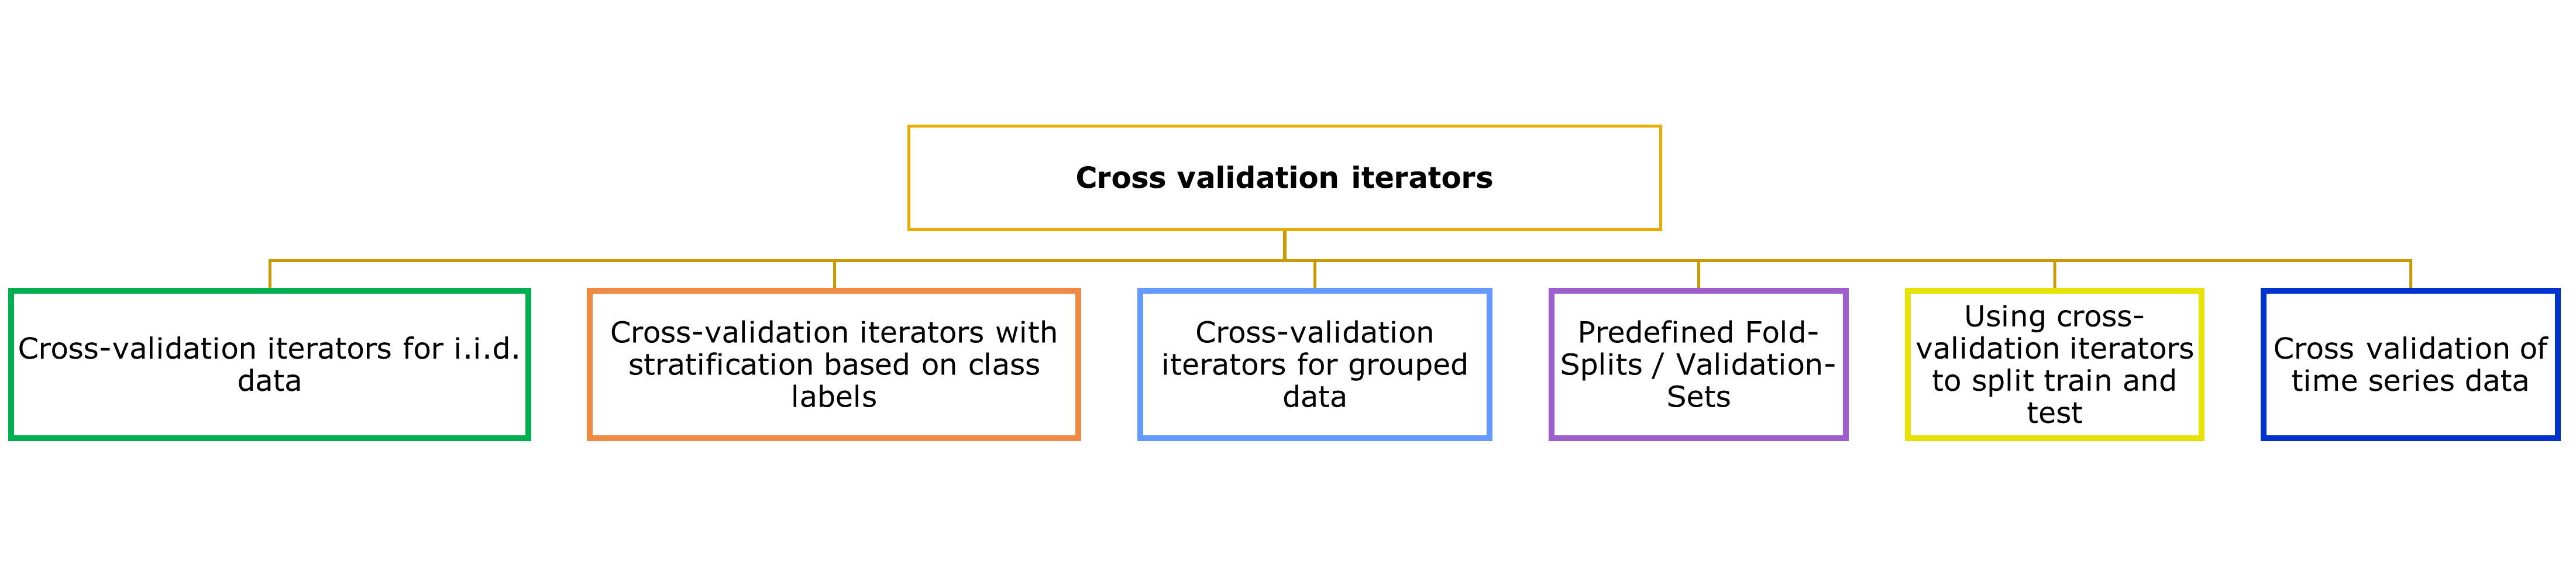 Cross validation iterators
Cross-validation iterators for i.i.d.
data
Cross-validation iterators with
stratification based on class
labels
Cross-validation
iterators for grouped
data
Predefined Fold-
Splits / Validation-
Sets
Using cross-
validation iterators
to split train and
test
Cross validation of
time series data